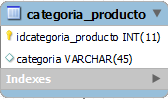 categoria_producto
idcategoria_producto INT(11)
categoria VARCHAR(45)
Indexes